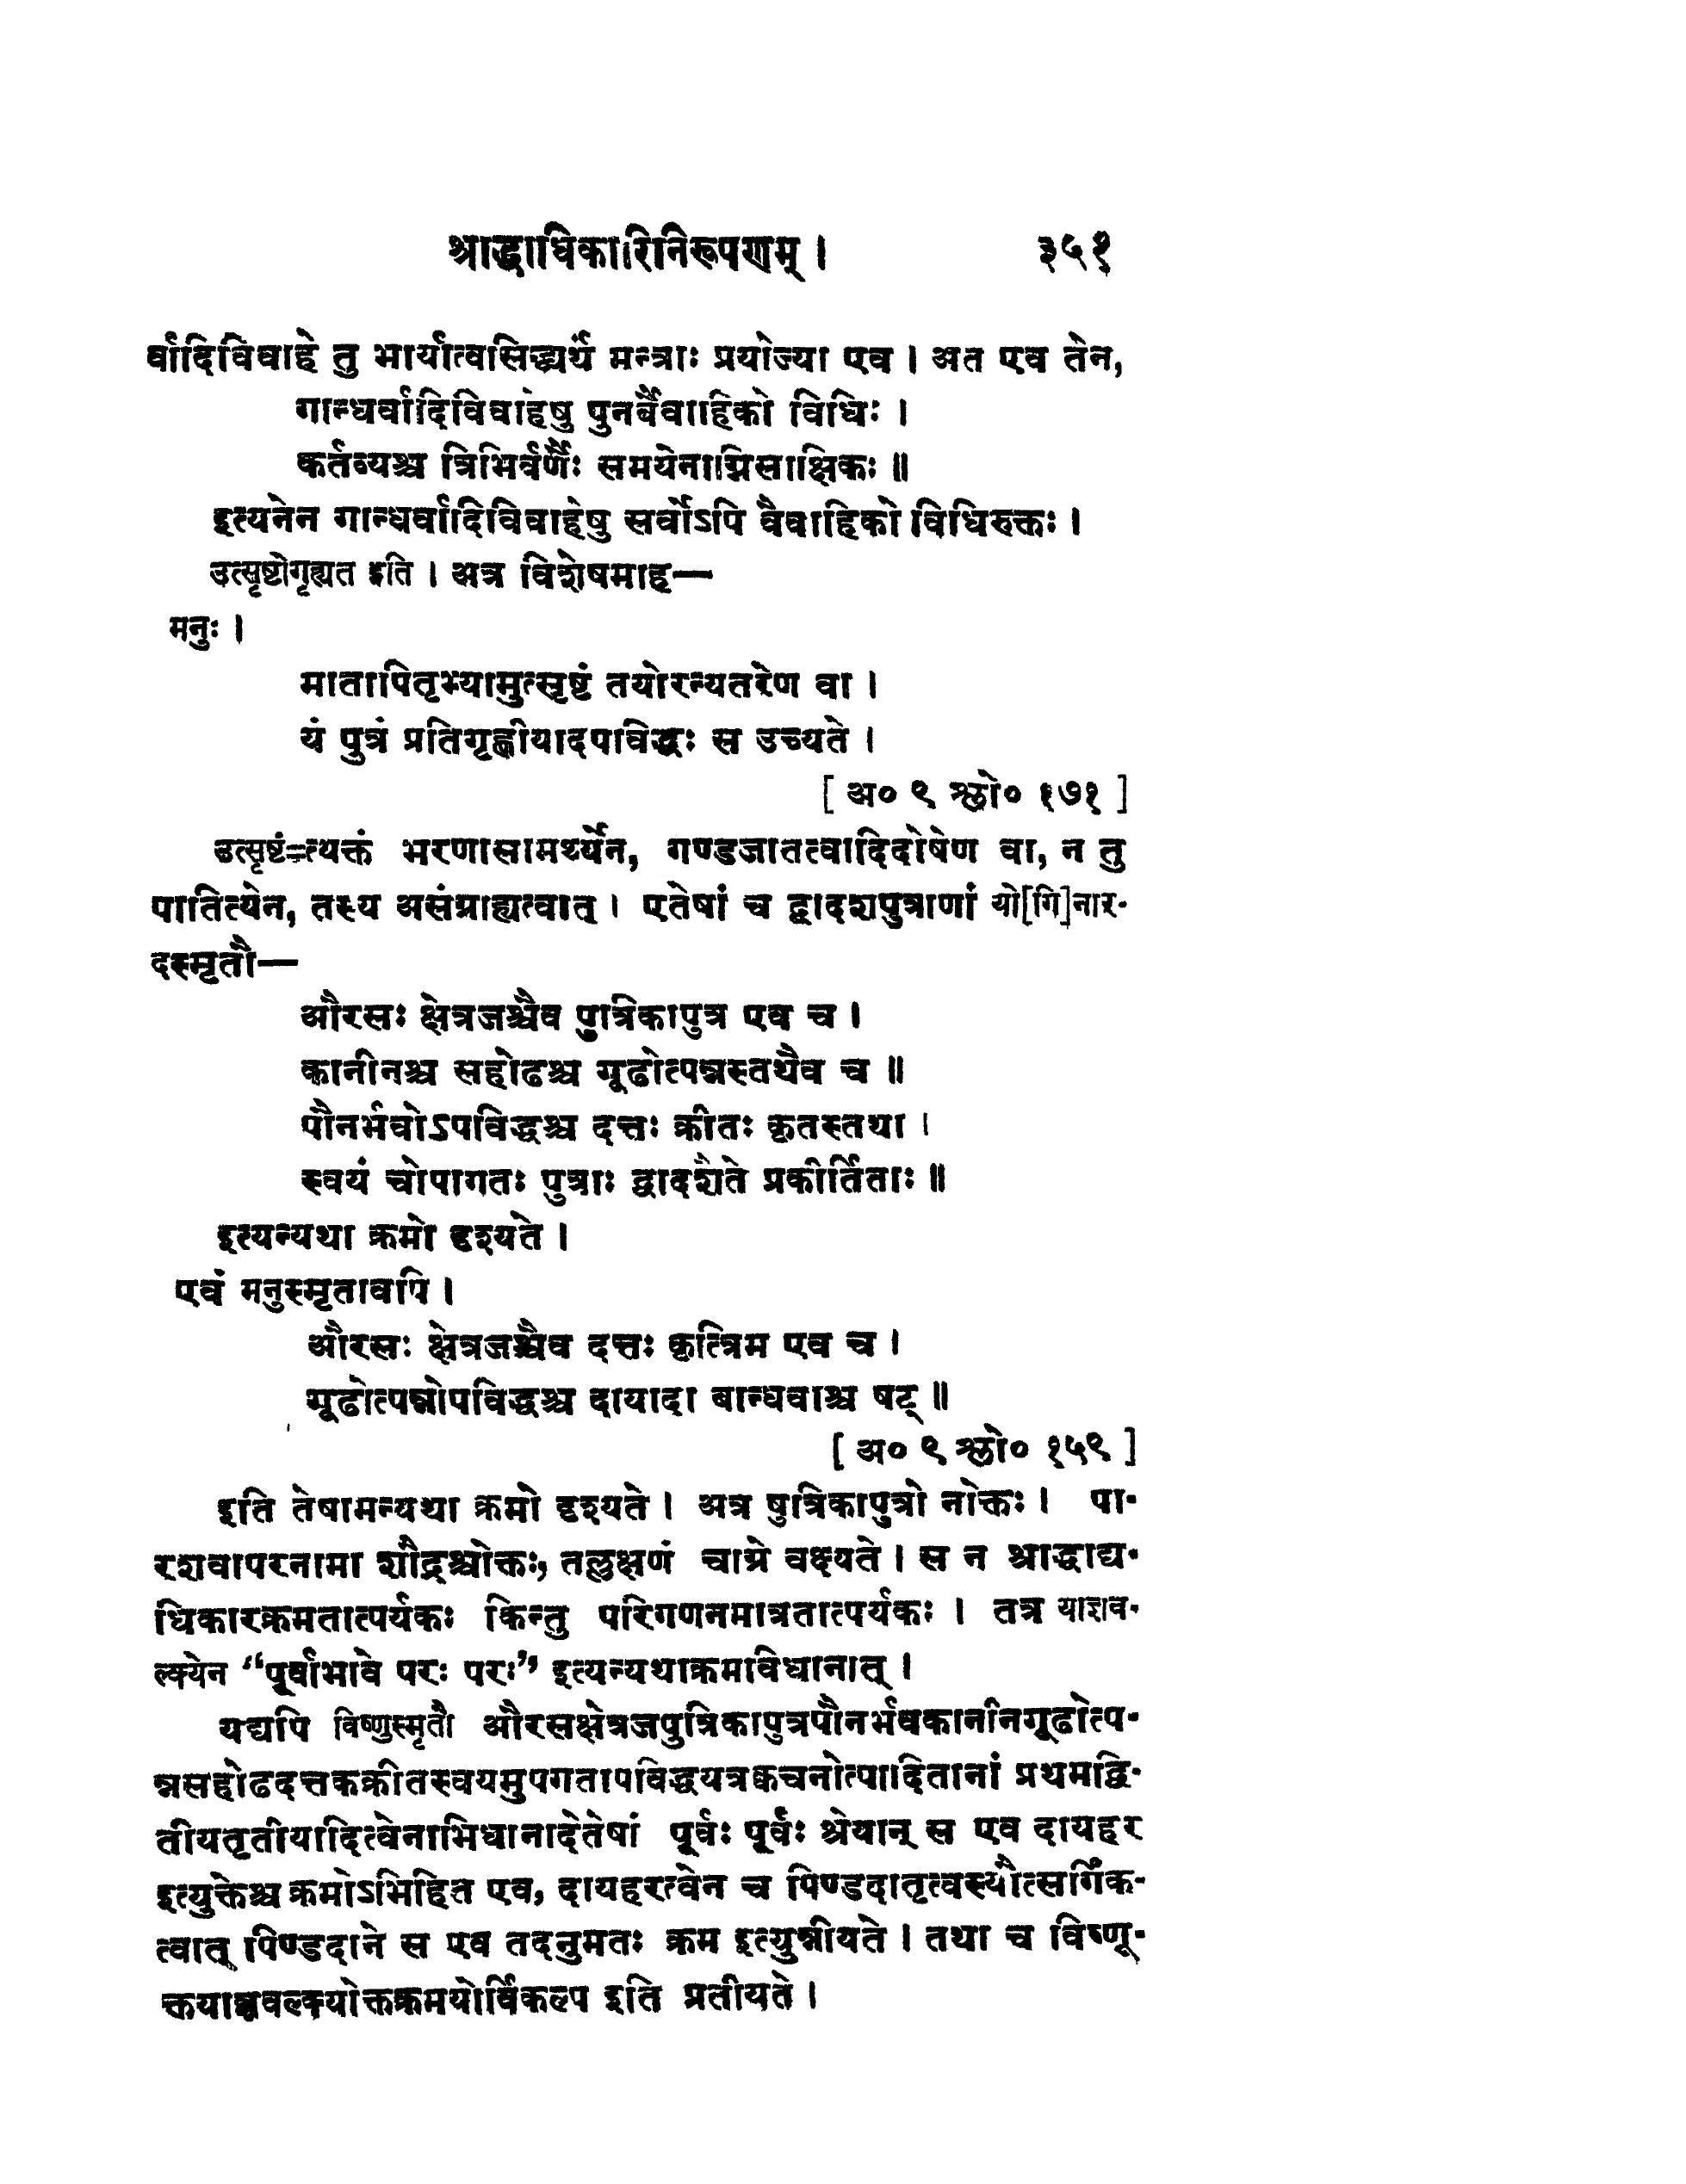 श्राद्धाधिकारिनिरूपणम् । ३५१
र्वादिविवाहे तु भार्यात्वसिद्ध्यर्थं मन्त्राः प्रयोज्या एव । अत एव तेन,
गान्धर्वादिविवाहेषु पुनर्वैवाहिको विधिः ।
कर्तव्यश्च त्रिभिर्वर्णैः समयेनाग्निसाक्षिकः ॥
इत्यनेन गान्धर्वादिविवाहेषु सर्वोऽपि वैवाहिको विधिरुक्तः ।
उत्सृष्टोगृह्यत इति । अत्र विशेषमाह—
मनुः ।
मातापितृभ्यामुत्सृष्टं तयोरन्यतरेण वा ।
यं पुत्रं प्रतिगृह्णीयादपविद्धः स उच्यते ।
[ अ० ९ श्लो० १७१ ]
उत्सृष्टं=त्यक्तं भरणासामर्थ्येन, गण्डजातत्वादिदोषेण वा, न तु
पातित्येन, तस्य असंग्राह्यत्वात् । एतेषां च द्वादशपुत्राणां यो[गि]नार-
दस्मृतौ—
औरसः क्षेत्रजश्चैव पुत्रिकापुत्र एव च ।
कानीनश्च सहोढश्च गूढोत्पन्नस्तथैव च ॥
पौनर्भवोऽपविद्धश्च दत्तः क्रीतः कृतस्तथा ।
स्वयं चोपागतः पुत्राः द्वादशैते प्रकीर्तिताः ॥
इत्यन्यथा क्रमो दृश्यते ।
एवं मनुस्मृतावपि ।
औरसः क्षेत्रजश्चैव दत्तः कृत्रिम एव च ।
गूढोत्पन्नोपविद्धश्च दायादा बान्धवाश्च षट् ॥
[ अ० ९ श्लो० १५९ ]
इति तेषामन्यथा क्रमो दृश्यते । अत्र पुत्रिकापुत्रो नोक्तः । पा-
रशवापरनामा शौद्रश्चोक्तः, तल्लक्षणं चाग्रे वक्ष्यते । स न श्राद्धाद्य-
धिकारक्रमतात्पर्यकः किन्तु परिगणनमात्रतात्पर्यकः । तत्र याज्ञव-
ल्क्येन “पूर्वाभावे परः परः” इत्यन्यथाक्रमाविधानात् ।
यद्यपि विष्णुस्मृतौ औरसक्षेत्रजपुत्रिकापुत्रपौनर्भवकानीनगूढोत्प-
न्नसहोढदत्तकक्रीतस्वयमुपगतापविद्धयत्रक्वचनोत्पादितानां प्रथमद्वि-
तीयतृतीयादित्वेनाभिधानादेतेषां पूर्वः पूर्वः श्रेयान् स एव दायहर
इत्युक्तेश्च क्रमोऽभिहित एव, दायहरत्वेन च पिण्डदातृत्वस्यौत्सर्गिक-
त्वात् पिण्डदाने स एव तदनुमतः क्रम इत्युन्नीयते । तथा च विष्णू-
क्तयाज्ञवल्क्योक्तक्रमयोर्विकल्प इति प्रतीयते ।